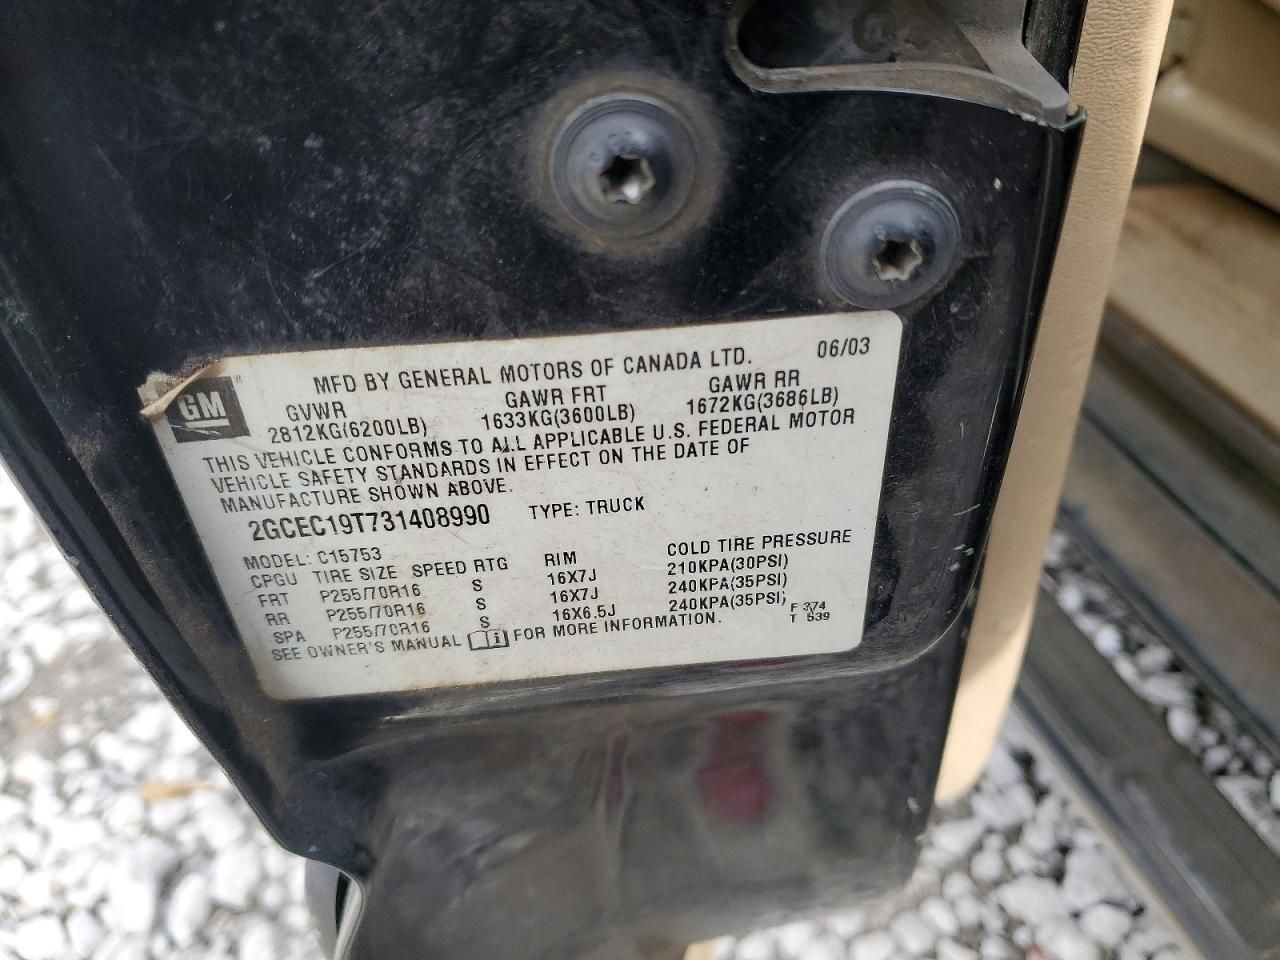 MFD BY GENERAL MOTORS OF CANADA LTD. 06/03
GM
GVWR GAWR FRT GAWR RR
2812KG(6200LB) 1633KG(3600LB) 1672KG(3686LB)
THIS VEHICLE CONFORMS TO ALL APPLICABLE U.S. FEDERAL MOTOR
VEHICLE SAFETY STANDARDS IN EFFECT ON THE DATE OF
MANUFACTURE SHOWN ABOVE.
2GCEC19T731408990 TYPE: TRUCK
MODEL: C15753
CPGU TIRE SIZE SPEED RTG RIM COLD TIRE PRESSURE
FRT P255/70R16 S 16X7J 210KPA(30PSI)
RR P255/70R16 S 16X7J 240KPA(35PSI)
SPA P255/70R16 S 16X6.5J 240KPA(35PSI)
SEE OWNER'S MANUAL FOR MORE INFORMATION.
F 374
T 539